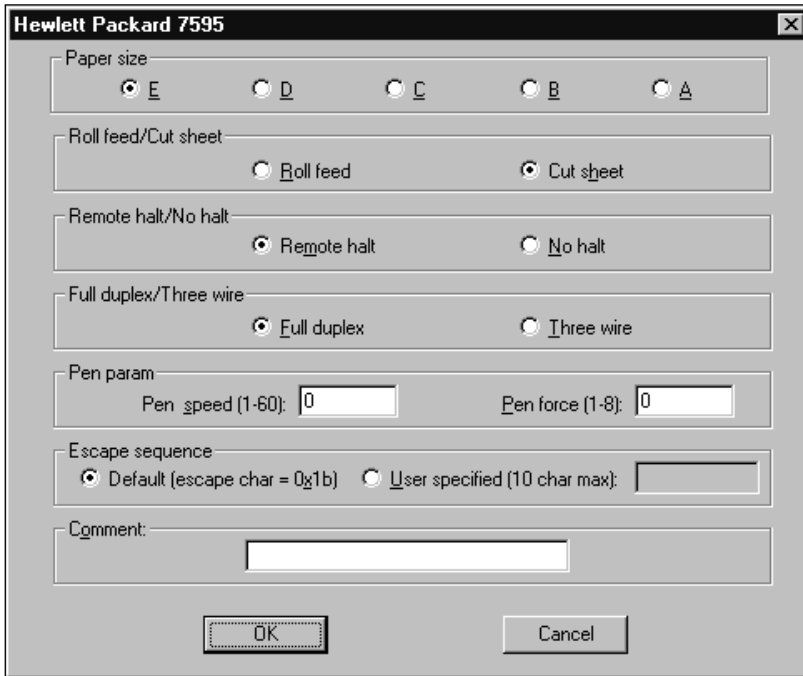 Hewlett Packard 7595
Paper size
E D C B A
Roll feed/Cut sheet
Roll feed Cut sheet
Remote halt/No halt
Remote halt No halt
Full duplex/Three wire
Full duplex Three wire
Pen param
Pen speed (1-60): 0 Pen force (1-8): 0
Escape sequence
Default (escape char = 0x1b) User specified (10 char max):
Comment:
OK Cancel